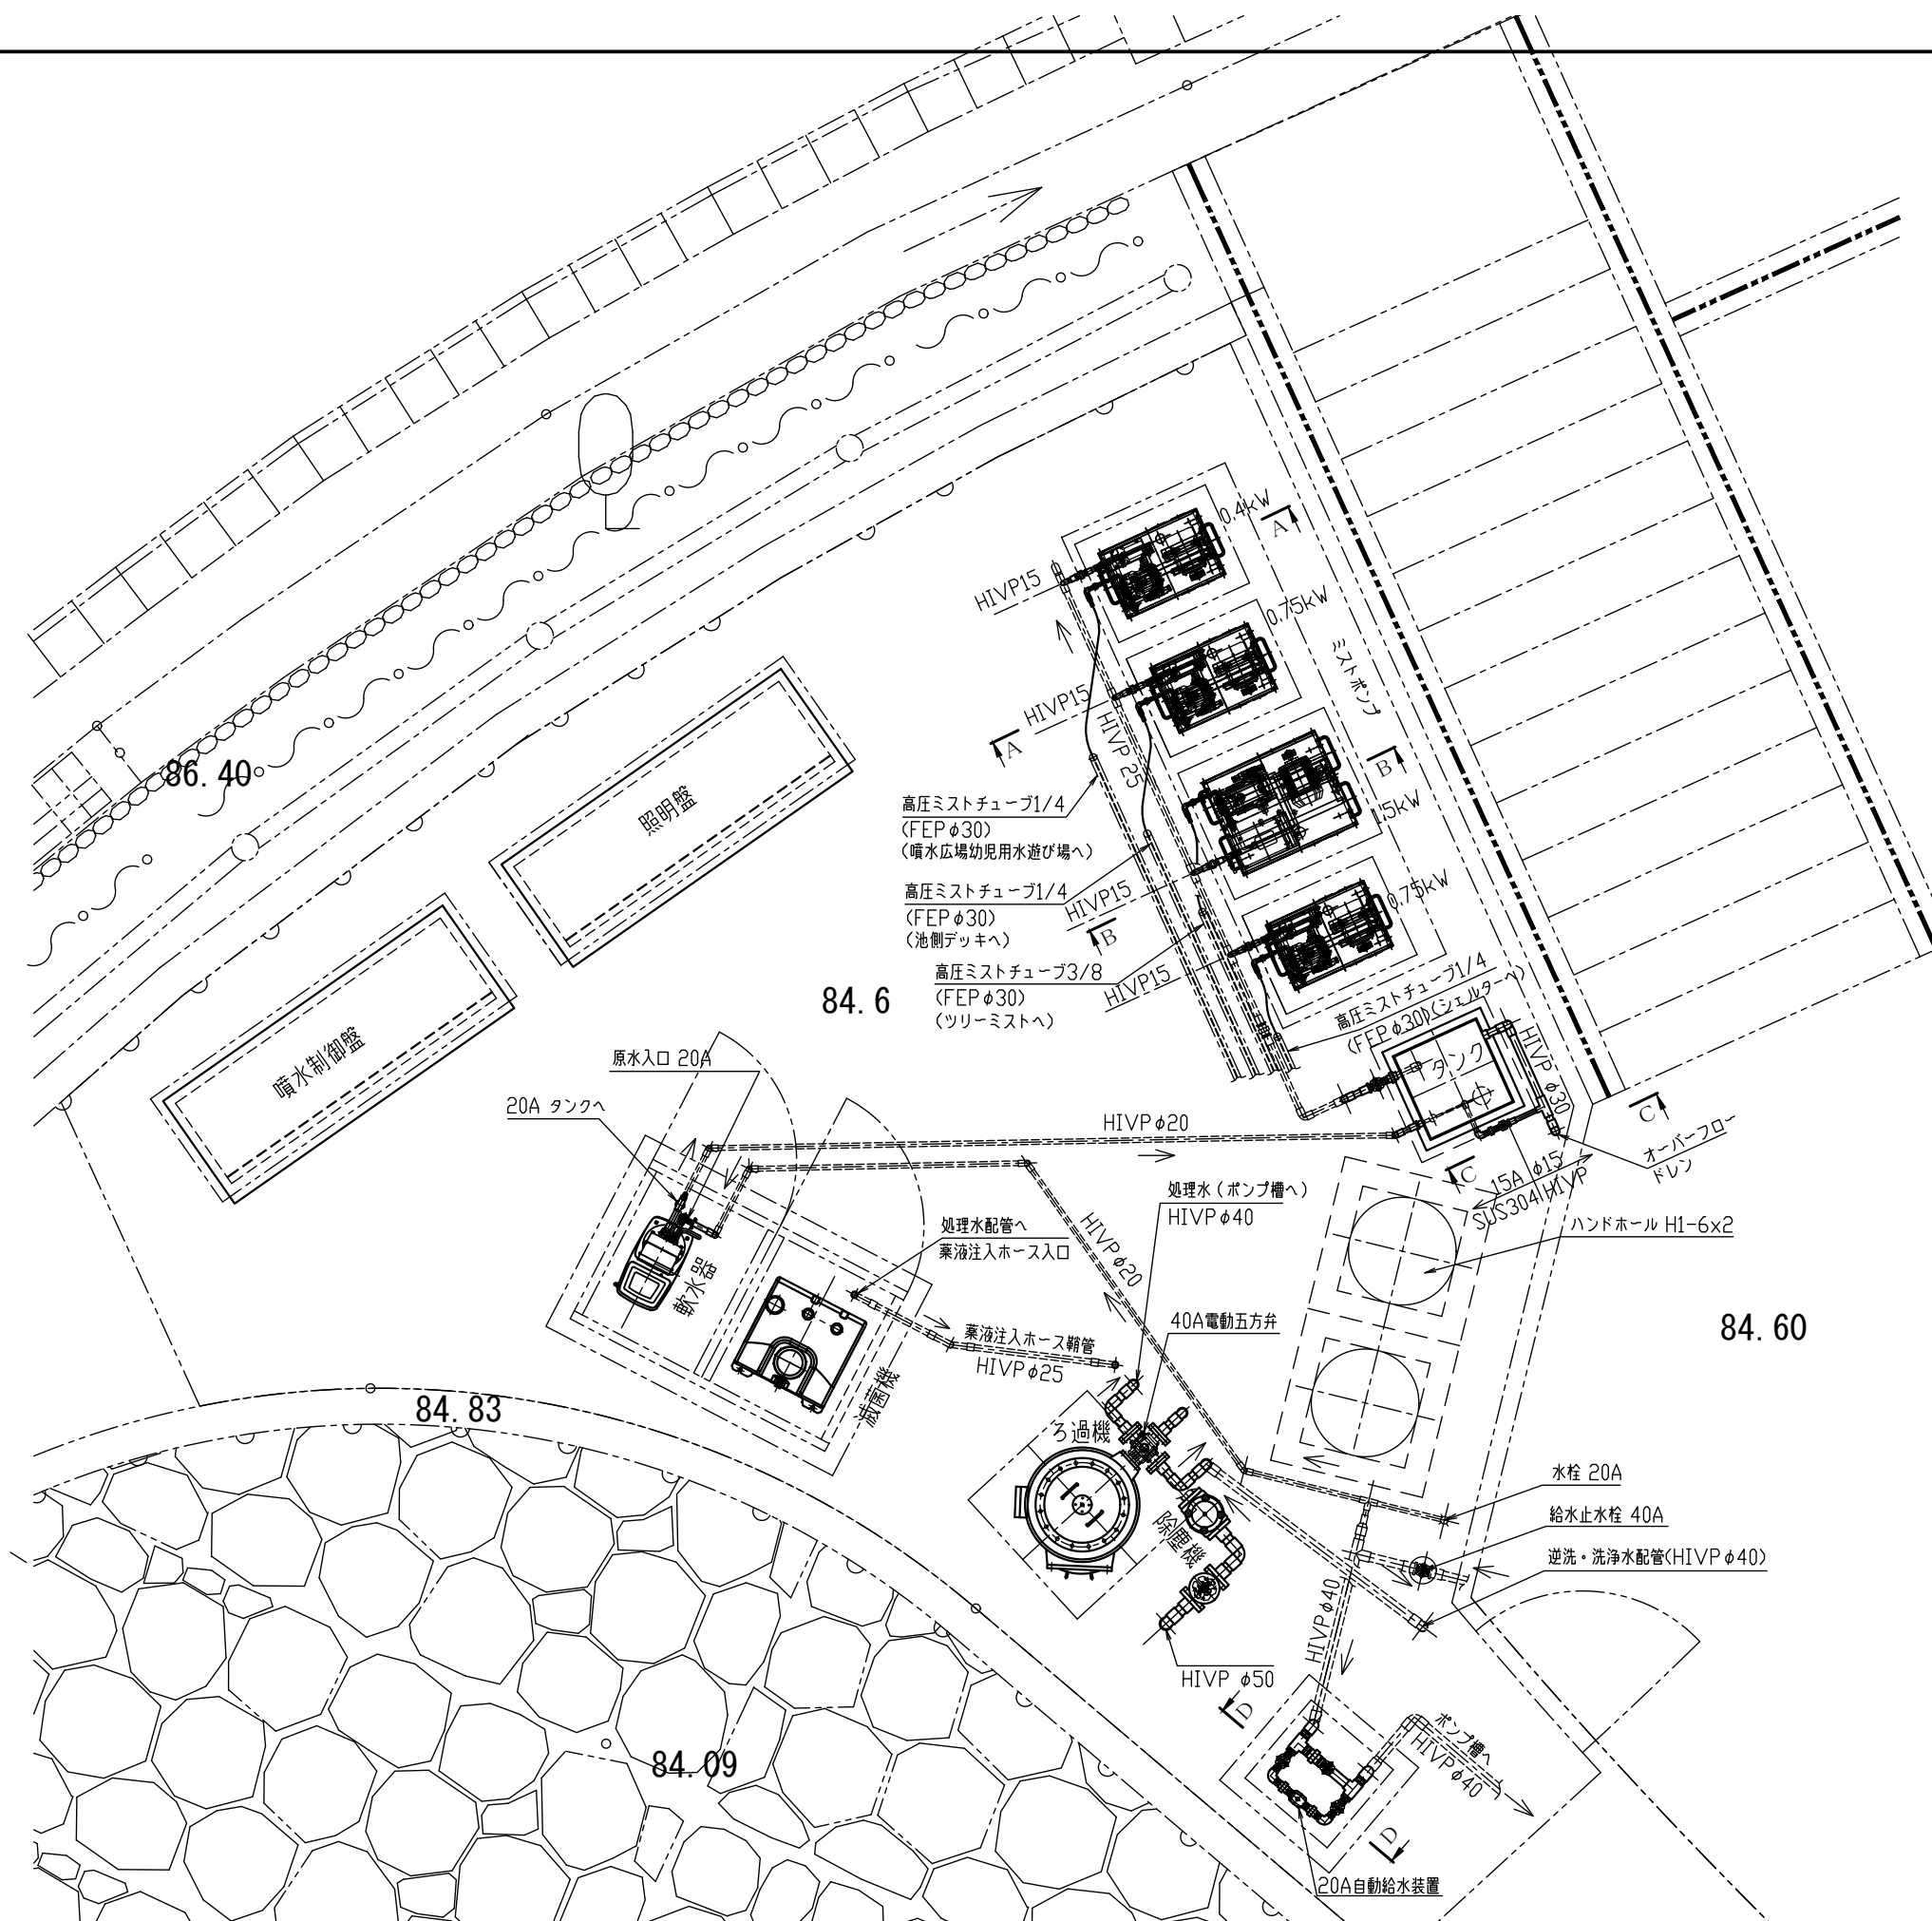 0.4kW
A
HIVP15
0.75kW
ミストポンプ
HIVP15
HIVP 25
A
86.40
照明盤
B
高圧ミストチューブ1/4
(FEPφ30)
(噴水広場幼児用水遊び場へ)
1.5kW
高圧ミストチューブ1/4
(FEPφ30)
(池側デッキへ)
HIVP15
B
0.75kW
高圧ミストチューブ3/8
(FEPφ30)
(ツリーミストへ)
HIVP15
84.6
高圧ミストチューブ1/4
(FEPφ30)(シェルターへ)
噴水制御盤
原水入口 20A
タンク
HIVP φ30
20A タンクへ
HIVPφ20
C
オーバーフロー
ドレン
C
15A φ15
SUS304 HIVP
処理水(ポンプ槽へ)
HIVPφ40
ハンドホール H1-6x2
処理水配管へ
薬液注入ホース入口
HIVPφ20
軟水器
40A電動五方弁
84.60
薬液注入ホース鞘管
HIVPφ25
滅菌機
84.83
ろ過機
水栓 20A
給水止水栓 40A
除塵機
逆洗・洗浄水配管(HIVPφ40)
HIVPφ40
HIVP φ50
D
ポンプ槽へ
HIVPφ40
84.09
D
20A自動給水装置